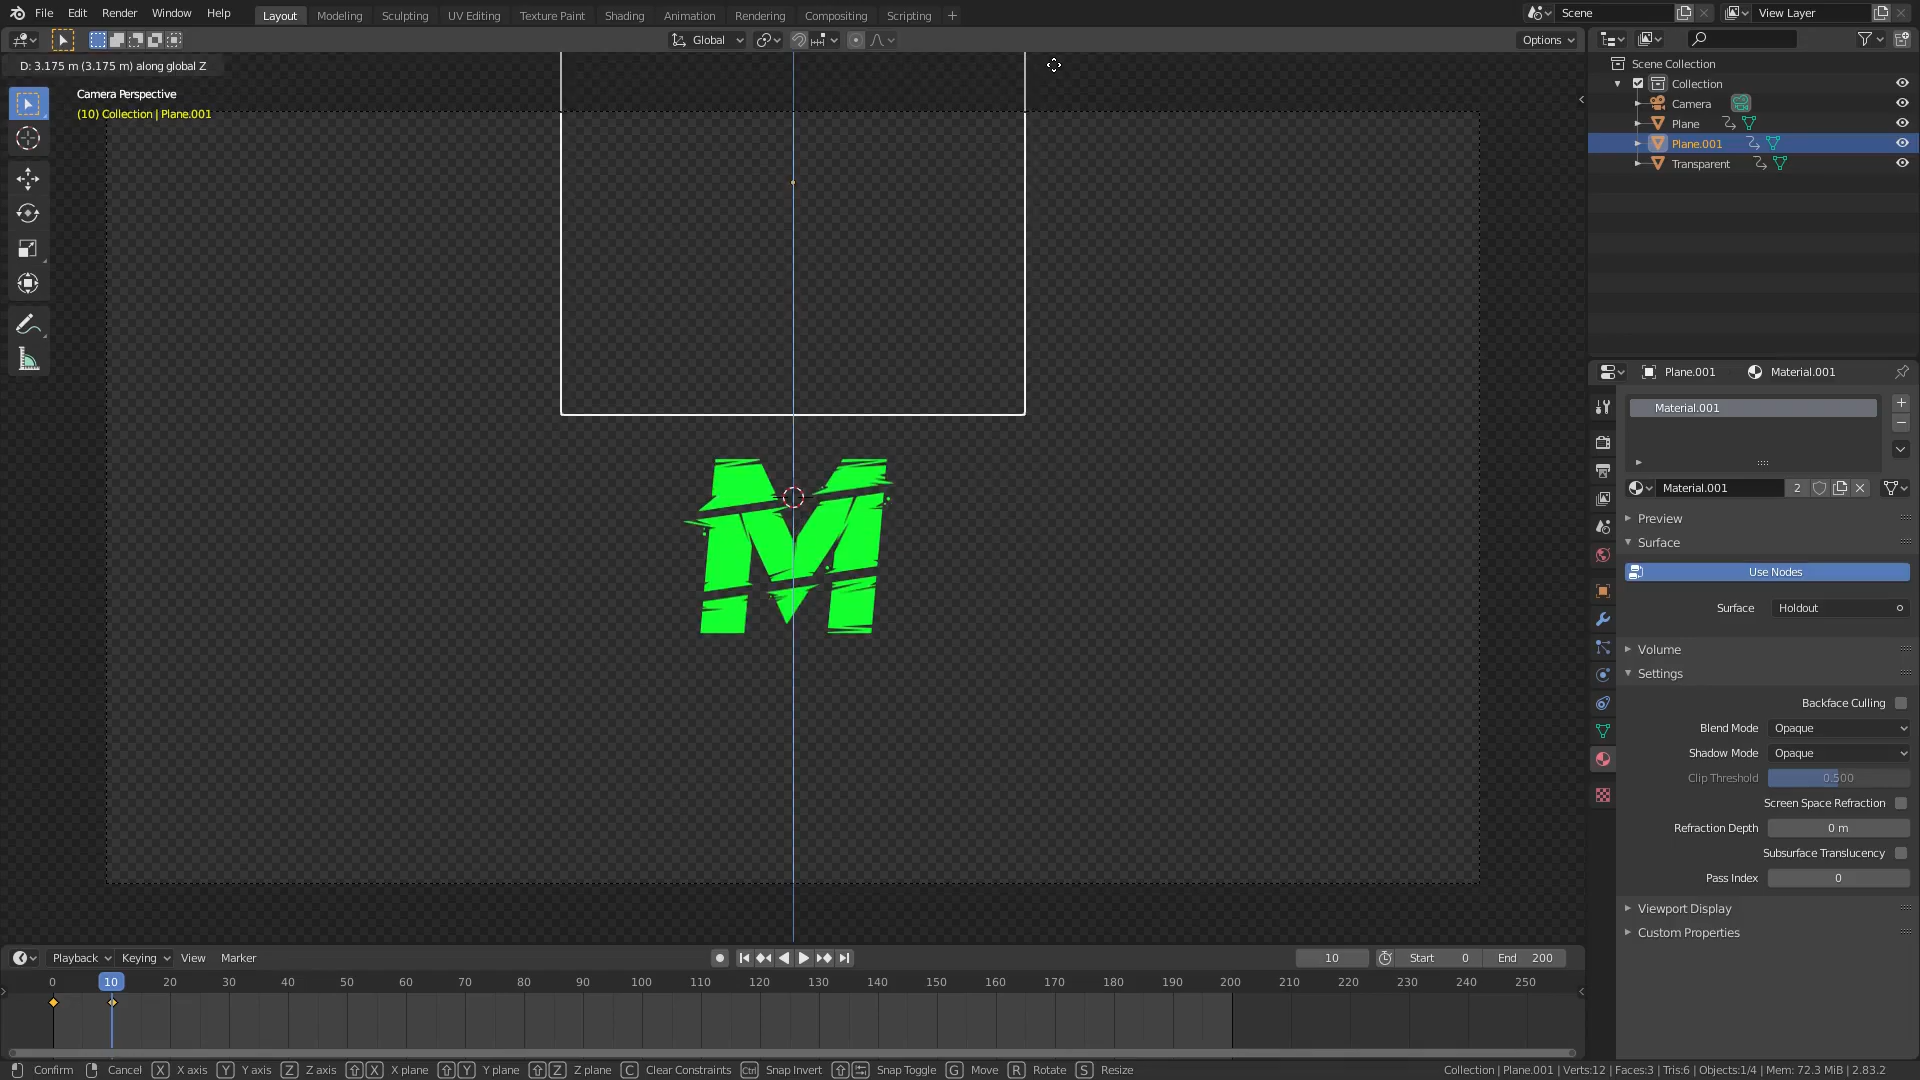 File Edit Render Window Help Layout Modeling Sculpting UV Editing Texture Paint Shading Animation Rendering Compositing Scripting + Scene View Layer
Global Options
D: 3.175 m (3.175 m) along global Z
Camera Perspective
(10) Collection | Plane.001
M
Scene Collection
Collection
Camera
Plane
Plane.001
Transparent
Plane.001 Material.001
Material.001
Material.001 2
Preview
Surface
Use Nodes
Surface Holdout
Volume
Settings
Backface Culling
Blend Mode Opaque
Shadow Mode Opaque
Clip Threshold 0.500
Screen Space Refraction
Refraction Depth 0 m
Subsurface Translucency
Pass Index 0
Viewport Display
Custom Properties
Playback Keying View Marker 10 Start 0 End 200
0 10 20 30 40 50 60 70 80 90 100 110 120 130 140 150 160 170 180 190 200 210 220 230 240 250
Confirm Cancel X X axis Y Y axis Z Z axis X X plane Y Y plane Z Z plane C Clear Constraints Ctrl Snap Invert Snap Toggle G Move R Rotate S Resize Collection | Plane.001 | Verts:12 | Faces:3 | Tris:6 | Objects:1/4 | Mem: 72.3 MiB | 2.83.2